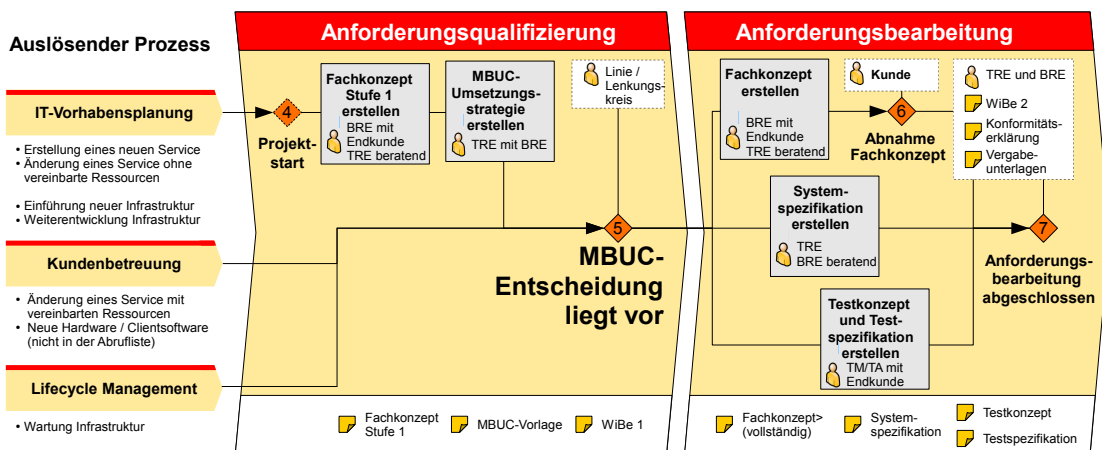 Auslösender Prozess
IT-Vorhabensplanung
• Erstellung eines neuen Service
• Änderung eines Service ohne
vereinbarte Ressourcen
• Einführung neuer Infrastruktur
• Weiterentwicklung Infrastruktur
Kundenbetreuung
• Änderung eines Service mit
vereinbarten Ressourcen
• Neue Hardware / Clientsoftware
(nicht in der Abrufliste)
Lifecycle Management
• Wartung Infrastruktur
Anforderungsqualifizierung
4
Projekt-
start
Fachkonzept
Stufe 1
erstellen
BRE mit
Endkunde
TRE beratend
MBUC-
Umsetzungs-
strategie
erstellen
TRE mit BRE
Linie /
Lenkungs-
kreis
5
MBUC-
Entscheidung
liegt vor
Fachkonzept
Stufe 1
MBUC-Vorlage
WiBe 1
Anforderungsbearbeitung
Fachkonzept
erstellen
BRE mit
Endkunde
TRE beratend
Kunde
6
Abnahme
Fachkonzept
TRE und BRE
WiBe 2
Konformitäts-
erklärung
Vergabe-
unterlagen
System-
spezifikation
erstellen
TRE
BRE beratend
7
Anforderungs-
bearbeitung
abgeschlossen
Testkonzept
und Test-
spezifikation
erstellen
TM/TA mit
Endkunde
Fachkonzept>
(vollständig)
System-
spezifikation
Testkonzept
Testspezifikation